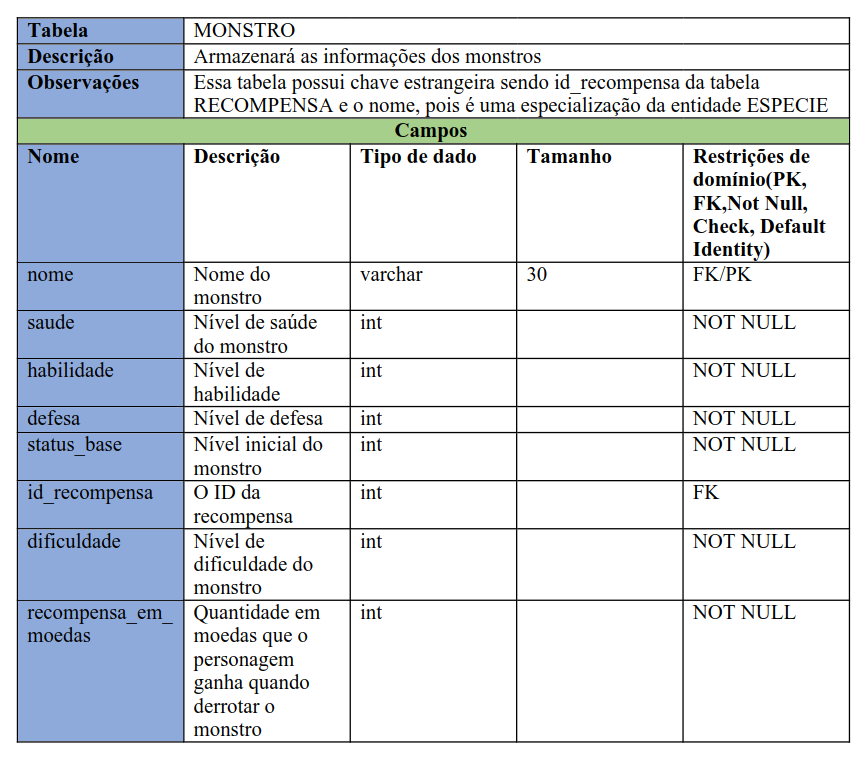 Tabela MONSTRO
Descrição Armazenará as informações dos monstros
Observações Essa tabela possui chave estrangeira sendo id_recompensa da tabela
RECOMPENSA e o nome, pois é uma especialização da entidade ESPECIE
Campos
Nome Descrição Tipo de dado Tamanho Restrições de
domínio(PK,
FK,Not Null,
Check, Default
Identity)
nome Nome do varchar 30 FK/PK
monstro
saude Nível de saúde int NOT NULL
do monstro
habilidade Nível de int NOT NULL
habilidade
defesa Nível de defesa int NOT NULL
status_base Nível inicial do int NOT NULL
monstro
id_recompensa O ID da int FK
recompensa
dificuldade Nível de int NOT NULL
dificuldade do
monstro
recompensa_em_ Quantidade em int NOT NULL
moedas moedas que o
personagem
ganha quando
derrotar o
monstro